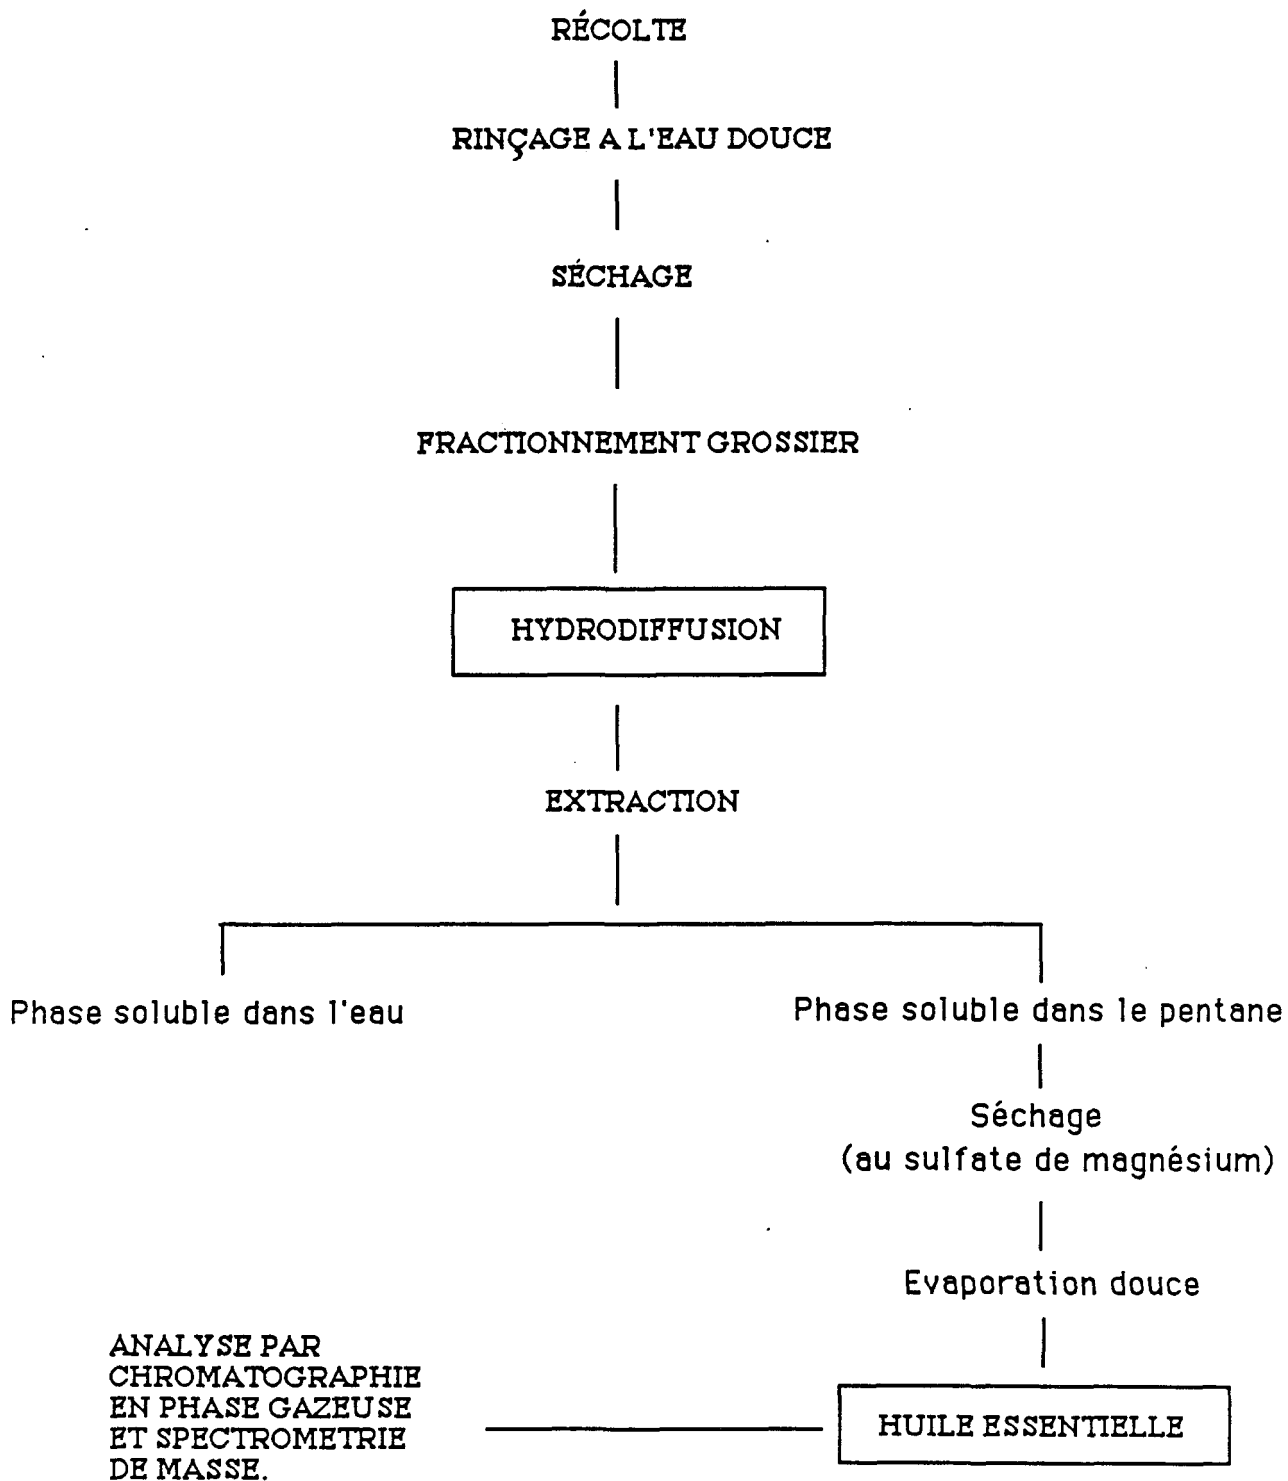 RÉCOLTE
RINÇAGE A L'EAU DOUCE
SÉCHAGE
FRACTIONNEMENT GROSSIER
HYDRODIFFUSION
EXTRACTION
Phase soluble dans l'eau
Phase soluble dans le pentane
Séchage
(au sulfate de magnésium)
Evaporation douce
HUILE ESSENTIELLE
ANALYSE PAR
CHROMATOGRAPHIE
EN PHASE GAZEUSE
ET SPECTROMETRIE
DE MASSE.